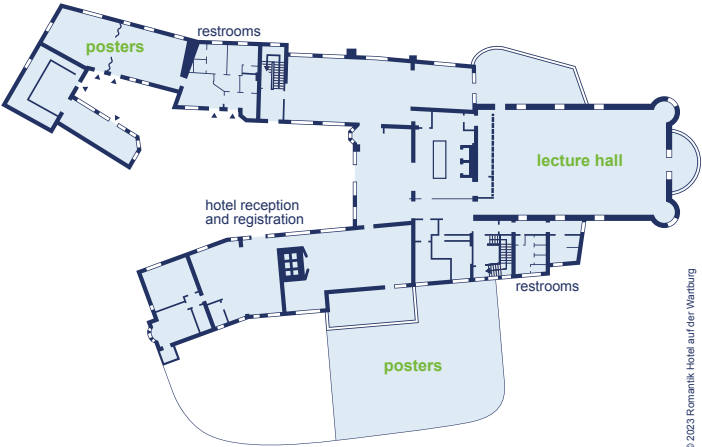 restrooms
posters
lecture hall
hotel reception
and registration
restrooms
posters
© 2023 Romantik Hotel auf der Wartburg